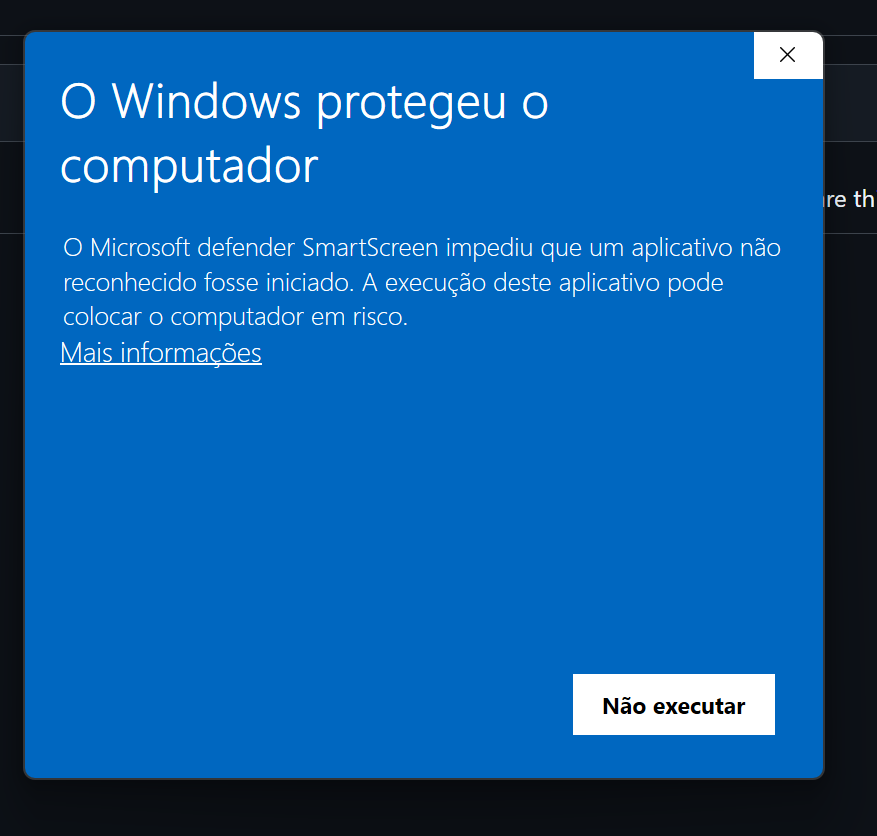 O Windows protegeu o
computador
are th
O Microsoft defender SmartScreen impediu que um aplicativo não
reconhecido fosse iniciado. A execução deste aplicativo pode
colocar o computador em risco.
Mais informações
Não executar